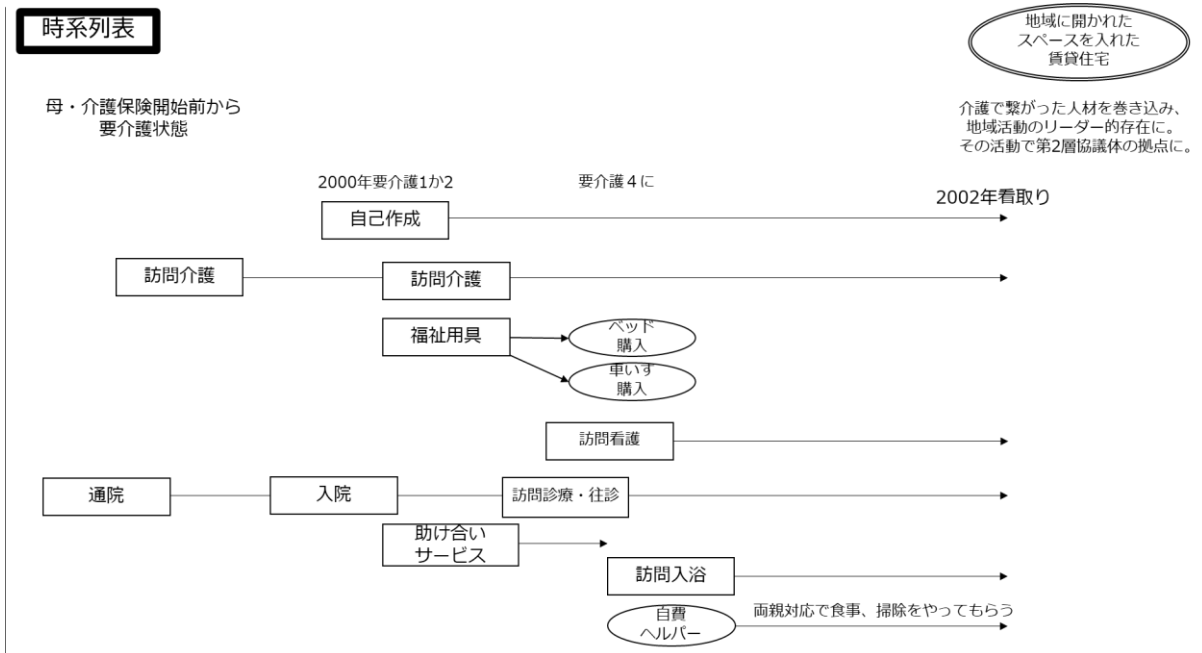 時系列表
地域に開かれた
スペースを入れた
賃貸住宅
母・介護保険開始前から
要介護状態
介護で繋がった人材を巻き込み、
地域活動のリーダー的存在に。
その活動で第2層協議体の拠点に。
2000年要介護1か2
要介護４に
2002年看取り
自己作成
訪問介護
訪問介護
福祉用具
ベッド
購入
車いす
購入
訪問看護
通院
入院
訪問診療・往診
助け合い
サービス
訪問入浴
自費
ヘルパー
両親対応で食事、掃除をやってもらう